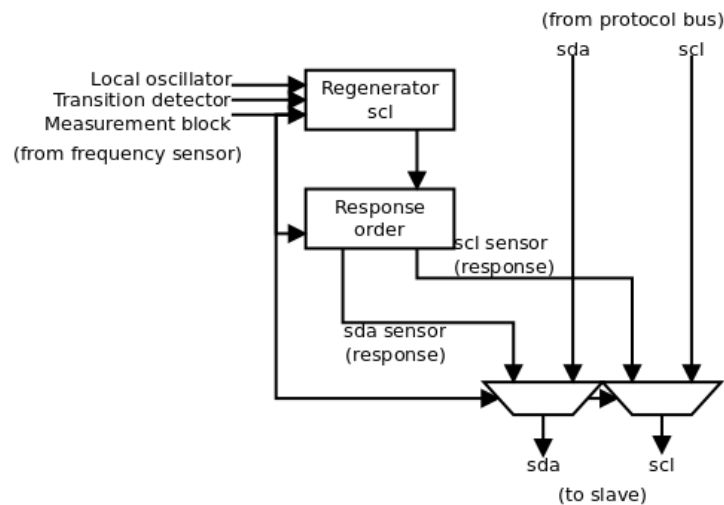 (from protocol bus)
sda
scl
Local oscillator
Transition detector
Measurement block
(from frequency sensor)
Regenerator
scl
Response
order
scl sensor
(response)
sda sensor
(response)
sda
scl
(to slave)